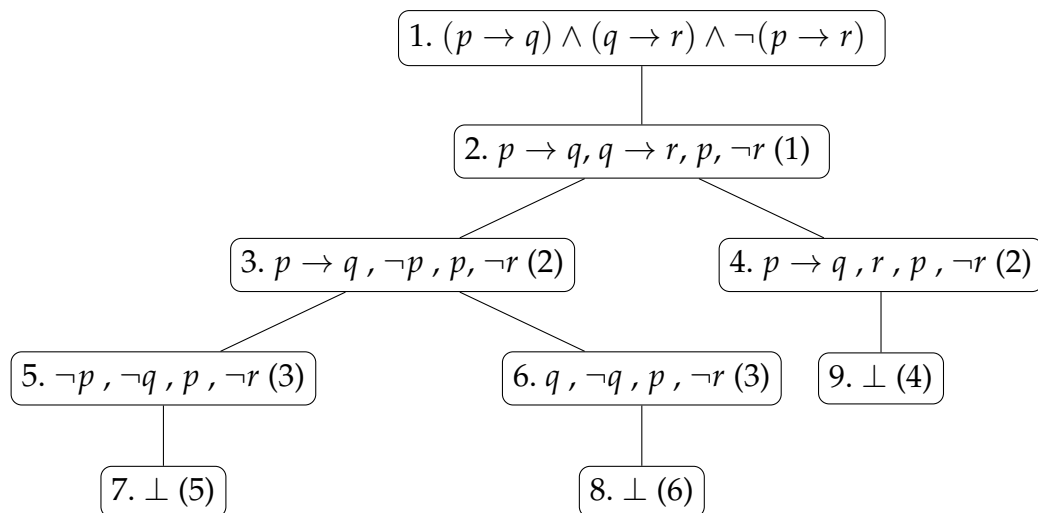 1. (p → q) ∧ (q → r) ∧ ¬(p → r)
2. p → q, q → r, p, ¬r (1)
3. p → q , ¬p , p, ¬r (2)
4. p → q , r , p , ¬r (2)
5. ¬p , ¬q , p , ¬r (3)
6. q , ¬q , p , ¬r (3)
9. ⊥ (4)
7. ⊥ (5)
8. ⊥ (6)